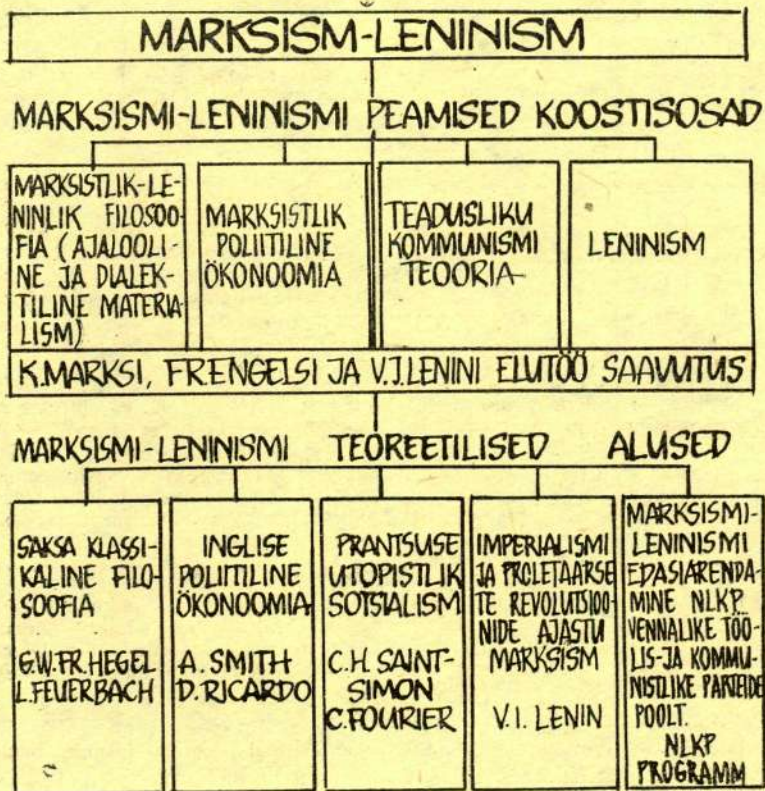 MARKSISM-LENINISM
MARKSISMI-LENINISMI PEAMISED KOOSTISOSAD
MARKSISTLIK-LE-
NINLIK FILOSOO-
FIA (AJALOOLI-
NE JA DIALEK-
TILINE MATERIA-
LISM)
MARKSISTLIK
POLIITILINE
ÖKONOOMIA
TEADUSLIKU
KOMMUNISMI
TEOORIA
LENINISM
K.MARKSI, FR.ENGELSI JA V.I.LENINI ELUTÖÖ SAAVUTUS
MARKSISMI-LENINISMI TEOREETILISED ALUSED
SAKSA KLASSI-
KALINE FILO-
SOOFIA
G.W.FR.HEGEL
L.FEUERBACH
INGLISE
POLIITILINE
ÖKONOOMIA
A. SMITH
D. RICARDO
PRANTSUSE
UTOPISTLIK
SOTSIALISM
C.H. SAINT-
SIMON
C.FOURIER
IMPERIALISMI
JA PROLETAARSE
TE REVOLUTSIOO-
NIDE AJASTU
MARKSISM
V.I. LENIN
MARKSISMI-
LENINISMI
EDASIARENDA-
MINE NLKP
VENNALIKE TÖÖ-
LIS-JA KOMMU-
NISTLIKE PARTEIDE
POOLT.
NLKP
PROGRAMM